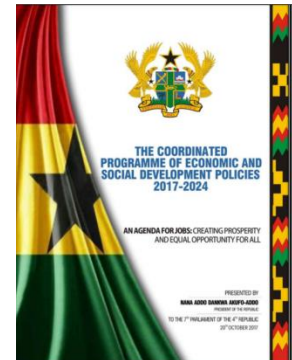 THE COORDINATED
PROGRAMME OF ECONOMIC AND
SOCIAL DEVELOPMENT POLICIES
2017-2024
AN AGENDA FOR JOBS: CREATING PROSPERITY
AND EQUAL OPPORTUNITY FOR ALL
PRESENTED BY
NANA ADDO DANKWA AKUFO-ADDO
PRESIDENT OF THE REPUBLIC
TO THE 7TH PARLIAMENT OF THE 4TH REPUBLIC
20TH OCTOBER 2017